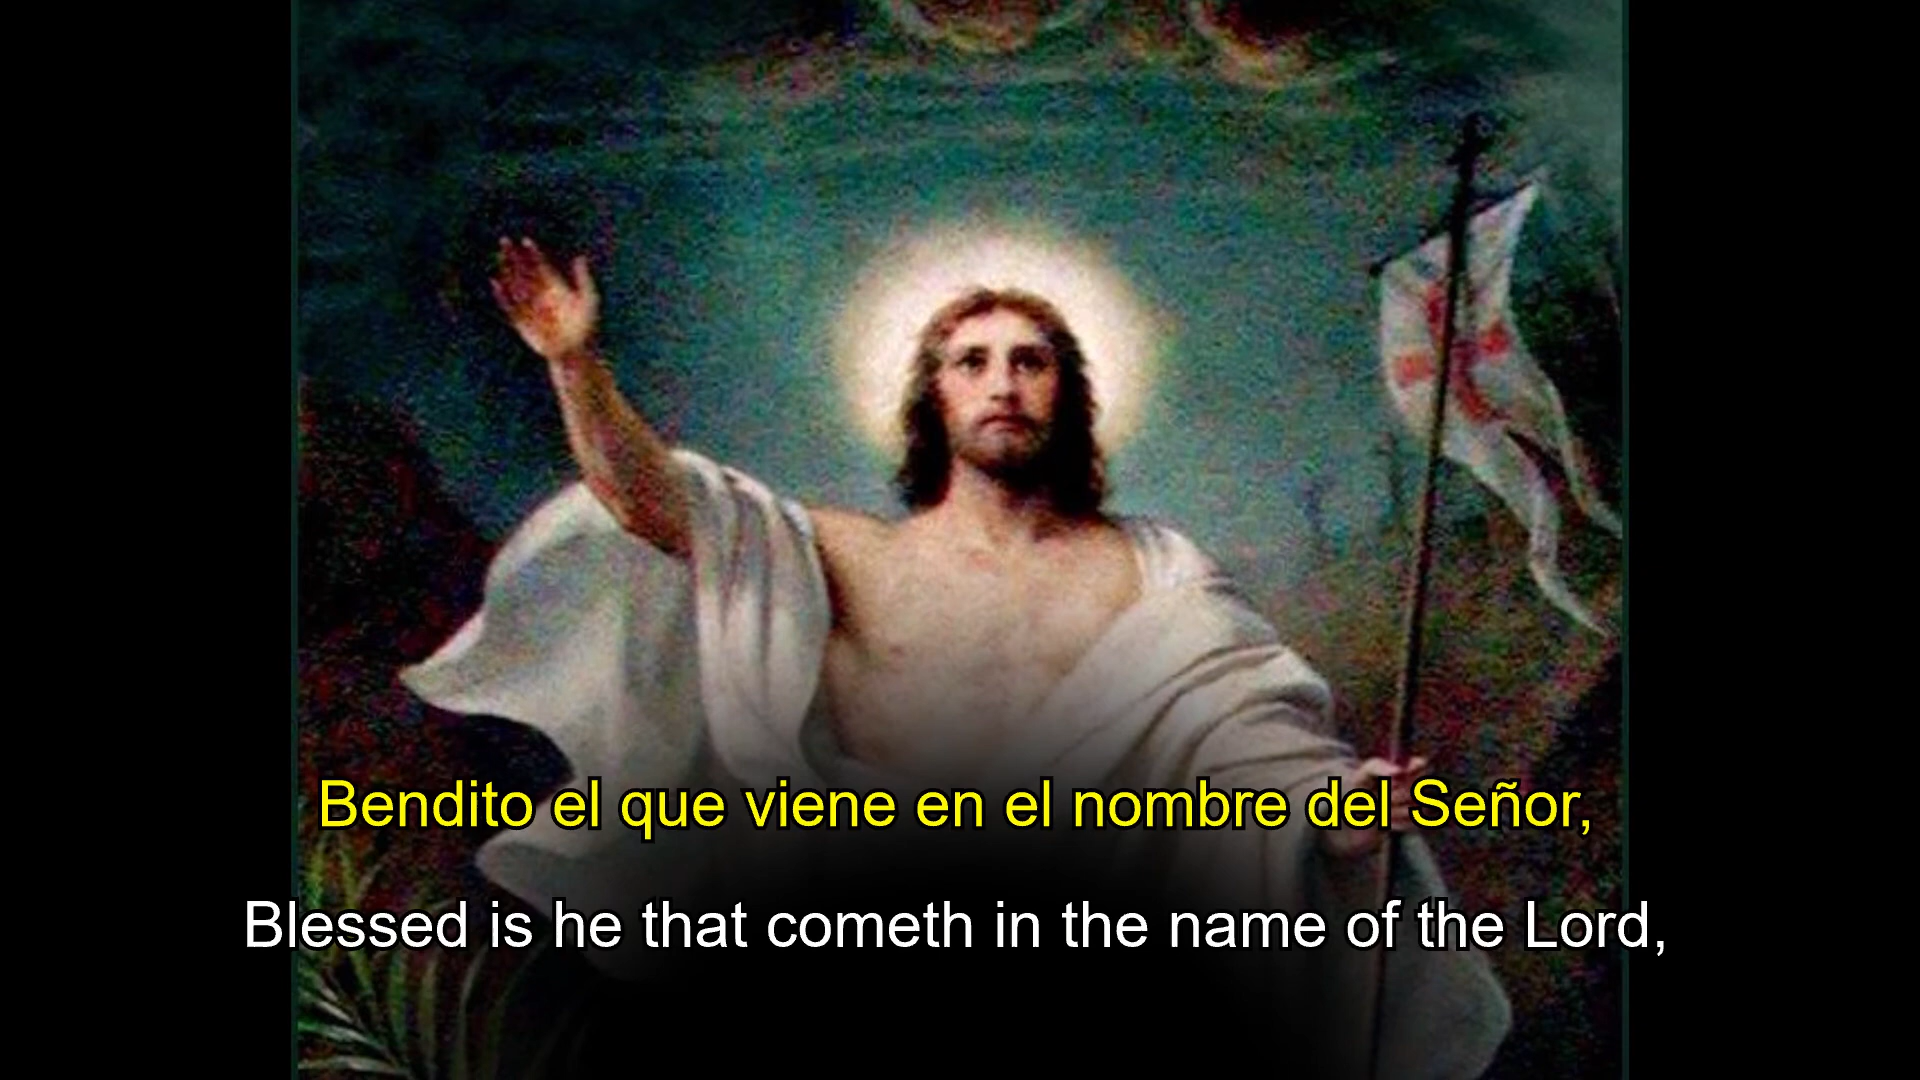 Bendito el que viene en el nombre del Señor,
Blessed is he that cometh in the name of the Lord,